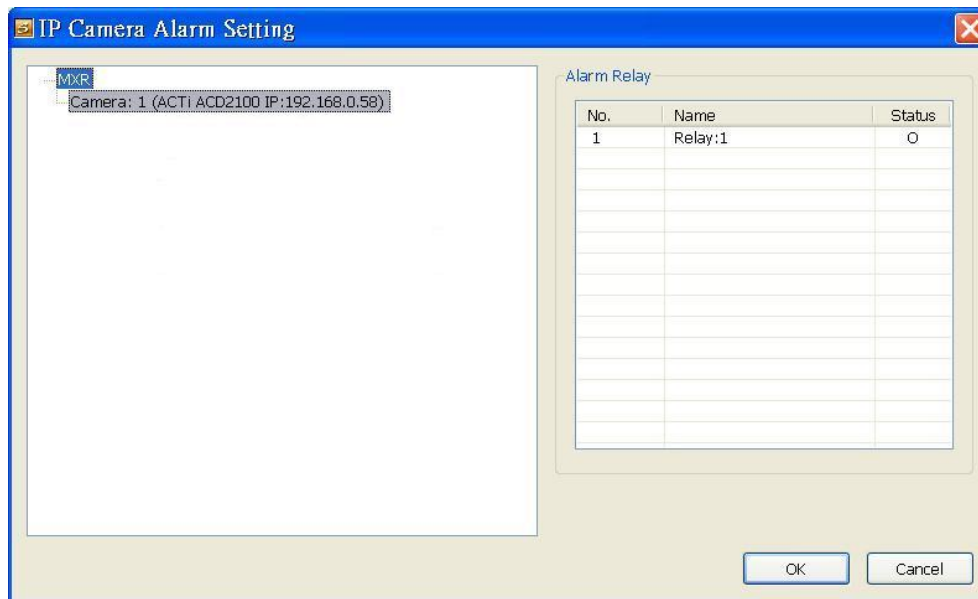 IP Camera Alarm Setting
MXR
Camera: 1 (ACTi ACD2100 IP:192.168.0.58)
Alarm Relay
No. Name Status
1 Relay:1 O
OK Cancel